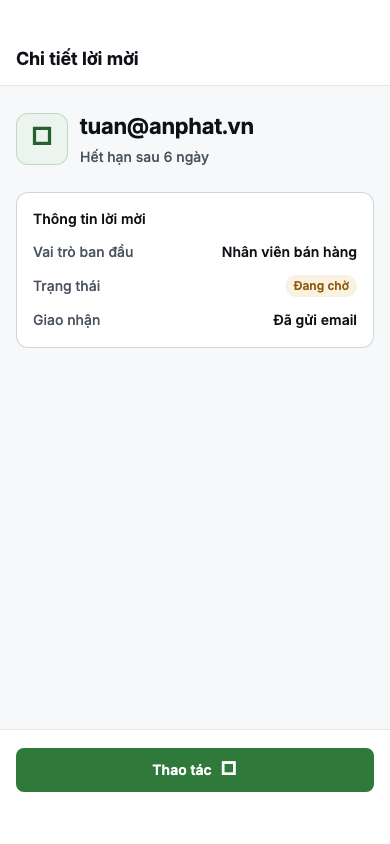 Chi tiết lời mời
tuan@anphat.vn
Hết hạn sau 6 ngày
Thông tin lời mời
Vai trò ban đầu Nhân viên bán hàng
Trạng thái Đang chờ
Giao nhận Đã gửi email
Thao tác